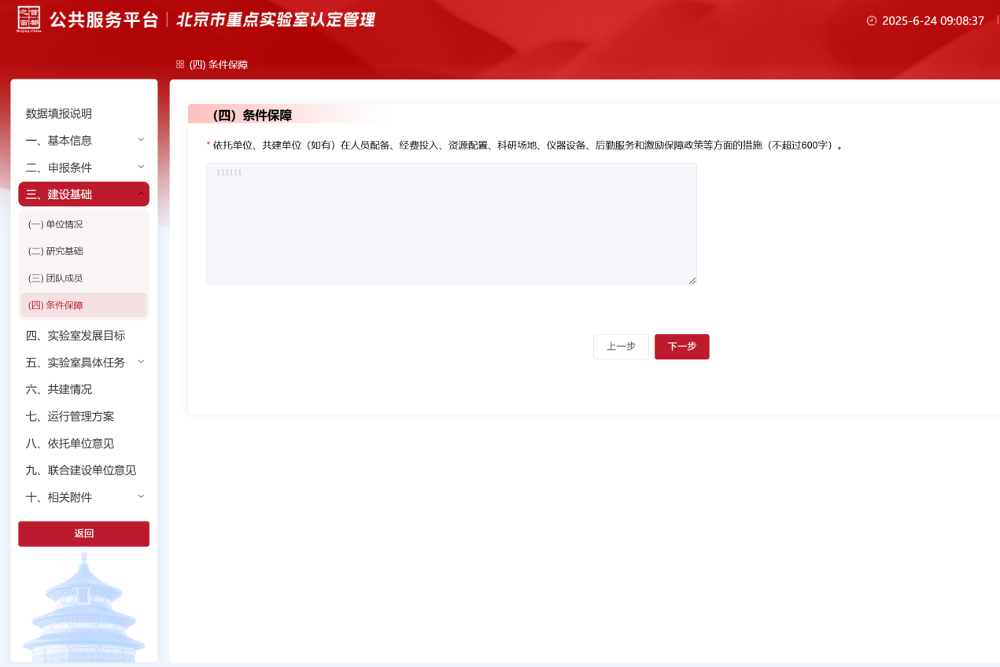 首都之窗
Beijing-China
公共服务平台 | 北京市重点实验室认定管理
2025-6-24 09:08:37
(四) 条件保障
数据填报说明
一、基本信息
二、申报条件
三、建设基础
(一) 单位情况
(二) 研究基础
(三) 团队成员
(四) 条件保障
四、实验室发展目标
五、实验室具体任务
六、共建情况
七、运行管理方案
八、依托单位意见
九、联合建设单位意见
十、相关附件
返回
（四）条件保障
* 依托单位、共建单位（如有）在人员配备、经费投入、资源配置、科研场地、仪器设备、后勤服务和激励保障政策等方面的措施（不超过600字）。
111111
上一步
下一步